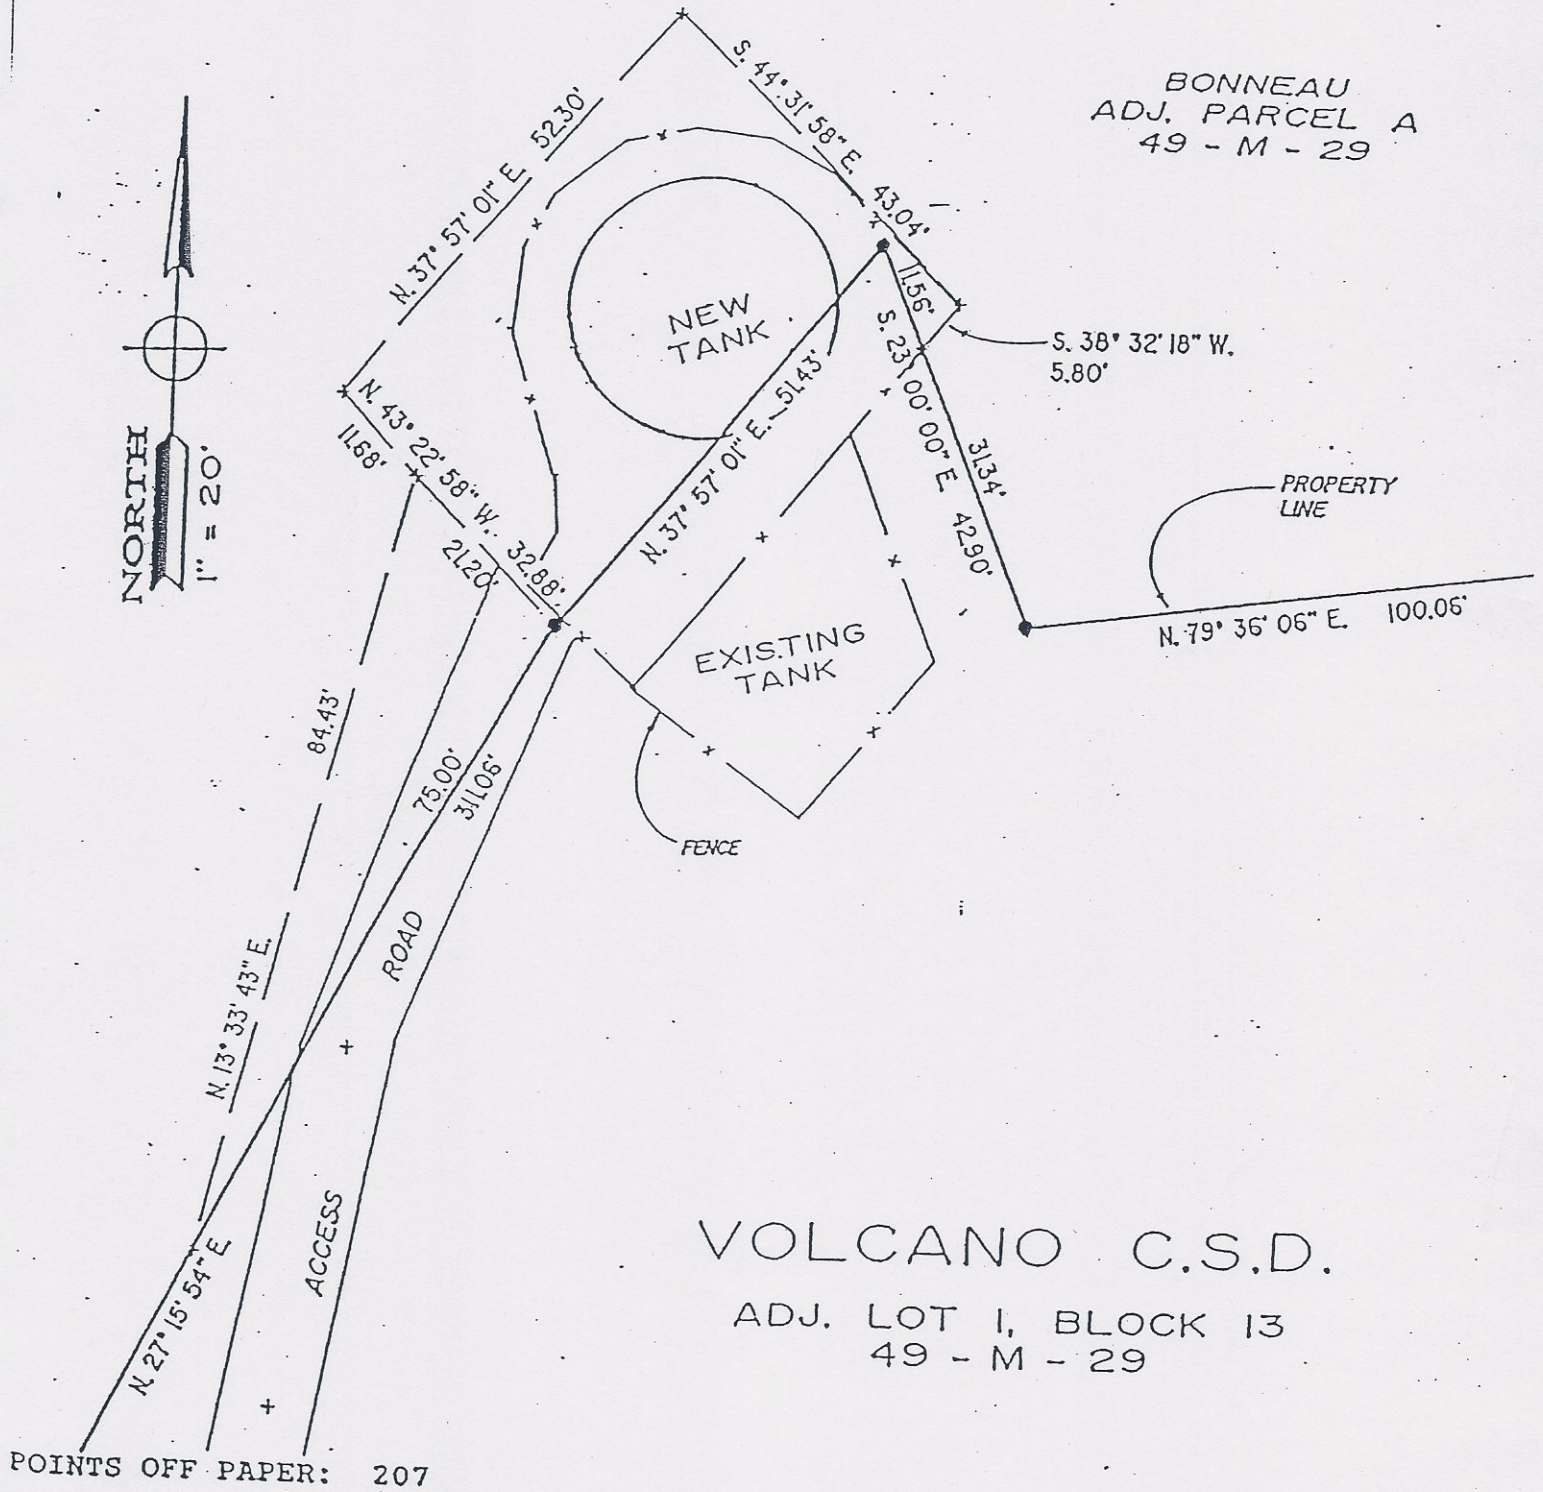 BONNEAU
ADJ. PARCEL A
49 - M - 29
S. 44° 31' 58" E. 43.04'
N. 37° 57' 01" E. 52.30'
NEW
TANK
11.56'
S. 38° 32' 18" W.
5.80'
N. 43° 22' 58" W. 32.88'
11.68'
21.20'
N. 37° 57' 01" E. 51.43'
S. 23° 00' 00" E. 42.90'
31.34'
NORTH
1" = 20'
PROPERTY
LINE
N. 79° 36' 06" E. 100.06'
EXISTING
TANK
84.43'
N. 13° 33' 43" E.
75.00'
311.06'
FENCE
ROAD
ACCESS
N. 27° 15' 54" E.
VOLCANO C.S.D.
ADJ. LOT 1, BLOCK 13
49 - M - 29
POINTS OFF PAPER: 207